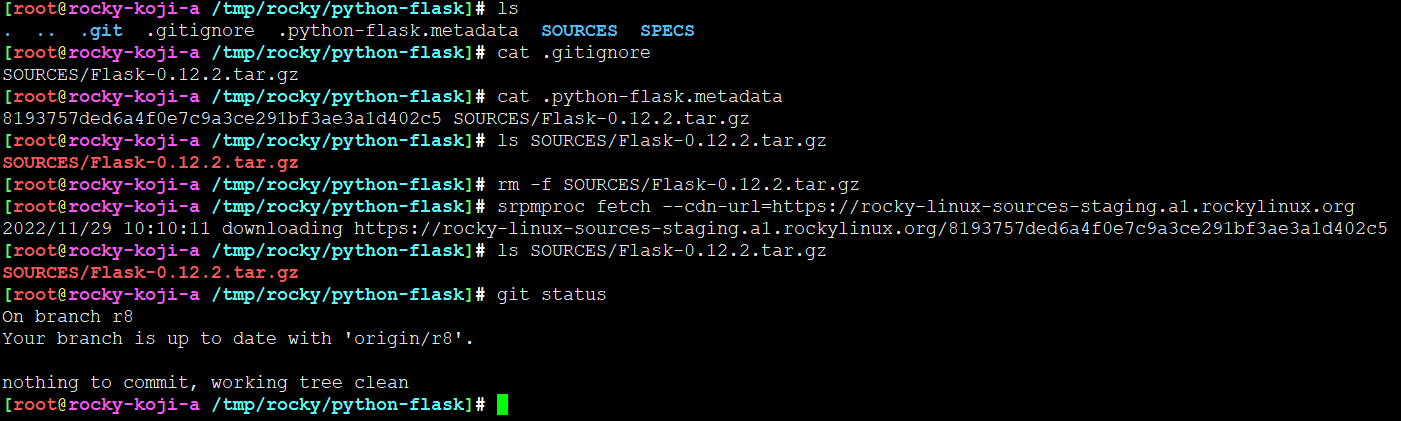 [root@rocky-koji-a /tmp/rocky/python-flask]# ls
.  ..  .git  .gitignore  .python-flask.metadata  SOURCES  SPECS
[root@rocky-koji-a /tmp/rocky/python-flask]# cat .gitignore
SOURCES/Flask-0.12.2.tar.gz
[root@rocky-koji-a /tmp/rocky/python-flask]# cat .python-flask.metadata
8193757ded6a4f0e7c9a3ce291bf3ae3a1d402c5 SOURCES/Flask-0.12.2.tar.gz
[root@rocky-koji-a /tmp/rocky/python-flask]# ls SOURCES/Flask-0.12.2.tar.gz
SOURCES/Flask-0.12.2.tar.gz
[root@rocky-koji-a /tmp/rocky/python-flask]# rm -f SOURCES/Flask-0.12.2.tar.gz
[root@rocky-koji-a /tmp/rocky/python-flask]# srpmproc fetch --cdn-url=https://rocky-linux-sources-staging.a1.rockylinux.org
2022/11/29 10:10:11 downloading https://rocky-linux-sources-staging.a1.rockylinux.org/8193757ded6a4f0e7c9a3ce291bf3ae3a1d402c5
[root@rocky-koji-a /tmp/rocky/python-flask]# ls SOURCES/Flask-0.12.2.tar.gz
SOURCES/Flask-0.12.2.tar.gz
[root@rocky-koji-a /tmp/rocky/python-flask]# git status
On branch r8
Your branch is up to date with 'origin/r8'.

nothing to commit, working tree clean
[root@rocky-koji-a /tmp/rocky/python-flask]#